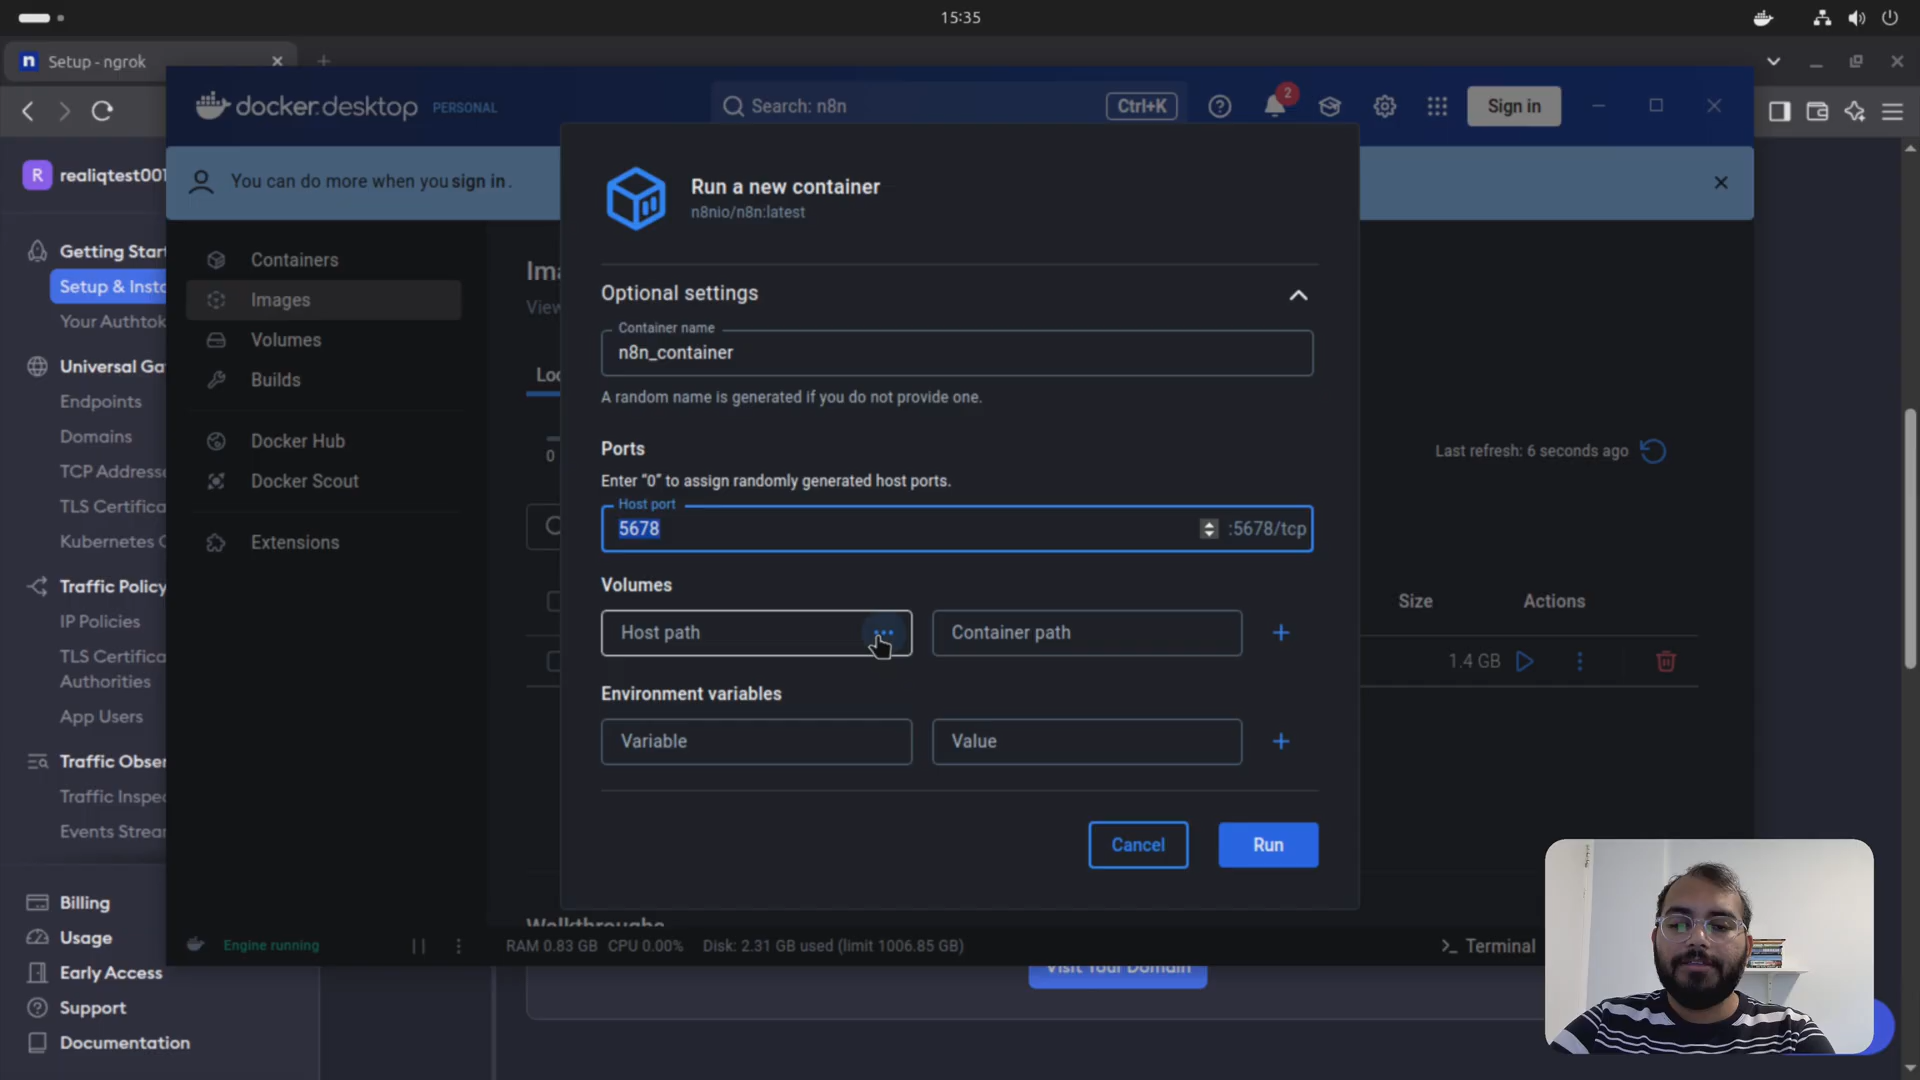 15:35
n Setup - ngrok
docker.desktop PERSONAL
Search: n8n Ctrl+K
2
Sign in
R
You can do more when you sign in.
Getting Start
Your Authtok
Universal Ga
Endpoints
Domains
TCP Addresse
TLS Certifica
Kubernetes
Traffic Policy
IP Policies
TLS Certifica
Authorities
App Users
Traffic Obser
Traffic Inspec
Events Strea
Billing
Usage
Early Access
Support
Documentation
Containers
Images
Volumes
Builds
Docker Hub
Docker Scout
Extensions
Run a new container
n8nio/n8n:latest
Optional settings
Container name
n8n_container
A random name is generated if you do not provide one.
Ports
Enter "0" to assign randomly generated host ports.
Host port
5678 :5678/tcp
Volumes
Host path Container path
Environment variables
Variable Value
Cancel Run
Last refresh: 6 seconds ago
Size Actions
1.4 GB
0
Engine running
RAM 0.83 GB CPU 0.00% Disk: 2.31 GB used (limit 1006.85 GB)
>_ Terminal
Visit Your Domain